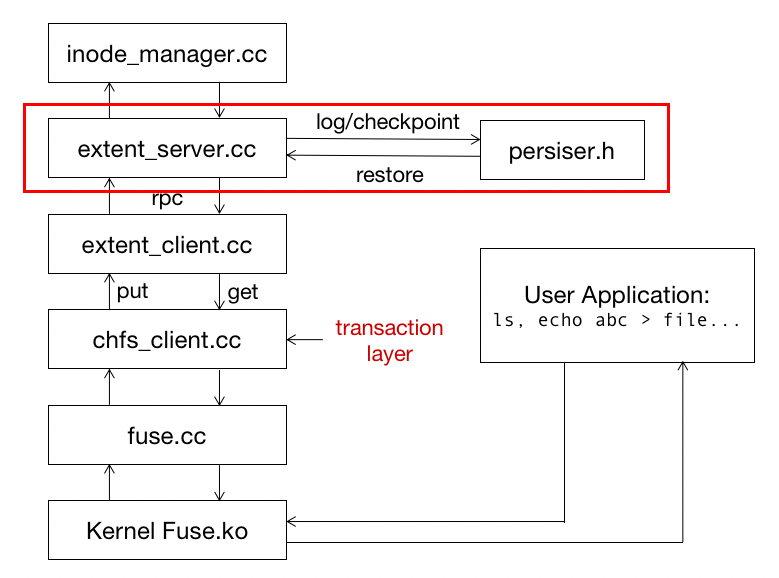 inode_manager.cc
log/checkpoint
extent_server.cc
persiser.h
restore
rpc
extent_client.cc
put
get
User Application:
ls, echo abc > file...
transaction
layer
chfs_client.cc
fuse.cc
Kernel Fuse.ko